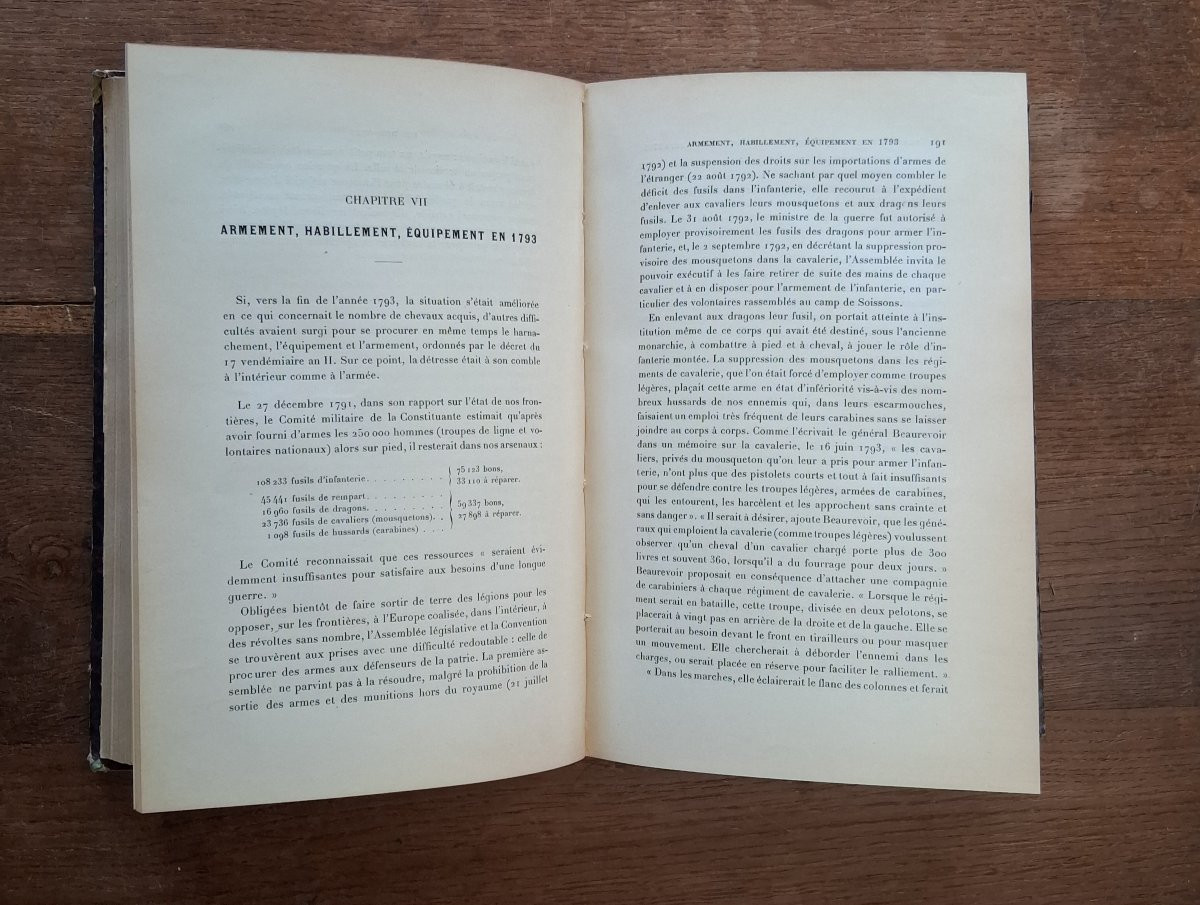 CHAPITRE VII
ARMEMENT, HABILLEMENT, ÉQUIPEMENT EN 1793
Si, vers la fin de l'année 1793, la situation s'était améliorée
en ce qui concernait le nombre de chevaux acquis, d'autres diffi-
cultés avaient surgi pour se procurer en même temps le harna-
chement, l'équipement et l'armement, ordonnés par le décret du
17 vendémiaire an II. Sur ce point, la détresse était à son comble
à l'intérieur comme à l'armée.
Le 27 décembre 1791, dans son rapport sur l'état de nos fron-
tières, le Comité militaire de la Constituante estimait qu'après
avoir fourni d'armes les 250 000 hommes (troupes de ligne et vo-
lontaires nationaux) alors sur pied, il resterait dans nos arsenaux :
108 233 fusils d'infanterie. . . . . . . . . . { 75 123 bons,
33 110 à réparer.
45 441 fusils de rempart. . . . . . . . . .
16 960 fusils de dragons. . . . . . . . . . { 59 337 bons,
23 736 fusils de cavaliers (mousquetons). . 27 898 à réparer.
1 098 fusils de hussards (carabines) . . .
Le Comité reconnaissait que ces ressources « seraient évi-
demment insuffisantes pour satisfaire aux besoins d'une longue
guerre. »
Obligées bientôt de faire sortir de terre des légions pour les
opposer, sur les frontières, à l'Europe coalisée, dans l'intérieur, à
des révoltes sans nombre, l'Assemblée législative et la Convention
se trouvèrent aux prises avec une difficulté redoutable : celle de
procurer des armes aux défenseurs de la patrie. La première as-
semblée ne parvint pas à la résoudre, malgré la prohibition de la
sortie des armes et des munitions hors du royaume (21 juillet
ARMEMENT, HABILLEMENT, ÉQUIPEMENT EN 1793 191
1792) et la suspension des droits sur les importations d'armes de
l'étranger (22 août 1792). Ne sachant par quel moyen combler le
déficit des fusils dans l'infanterie, elle recourut à l'expédient
d'enlever aux cavaliers leurs mousquetons et aux dragons leurs
fusils. Le 31 août 1792, le ministre de la guerre fut autorisé à
employer provisoirement les fusils des dragons pour armer l'in-
fanterie, et, le 2 septembre 1792, en décrétant la suppression pro-
visoire des mousquetons dans la cavalerie, l'Assemblée invita le
pouvoir exécutif à les faire retirer de suite des mains de chaque
cavalier et à en disposer pour l'armement de l'infanterie, en par-
ticulier des volontaires rassemblés au camp de Soissons.
En enlevant aux dragons leur fusil, on portait atteinte à l'ins-
titution même de ce corps qui avait été destiné, sous l'ancienne
monarchie, à combattre à pied et à cheval, à jouer le rôle d'in-
fanterie montée. La suppression des mousquetons dans les régi-
ments de cavalerie, que l'on était forcé d'employer comme troupes
légères, plaçait cette arme en état d'infériorité vis-à-vis des nom-
breux hussards de nos ennemis qui, dans leurs escarmouches,
faisaient un emploi très fréquent de leurs carabines sans se laisser
joindre au corps à corps. Comme l'écrivait le général Beaurevoir
dans un mémoire sur la cavalerie, le 16 juin 1793, « les cava-
liers, privés du mousqueton qu'on leur a pris pour armer l'infan-
terie, n'ont plus que des pistolets courts et tout à fait insuffisants
pour se défendre contre les troupes légères, armées de carabines,
qui les entourent, les harcèlent et les approchent sans crainte et
sans danger ». « Il serait à désirer, ajoute Beaurevoir, que les géné-
raux qui emploient la cavalerie (comme troupes légères) voulussent
observer qu'un cheval d'un cavalier chargé porte plus de 300
livres et souvent 360, lorsqu'il a du fourrage pour deux jours. »
Beaurevoir proposait en conséquence d'attacher une compagnie
de carabiniers à chaque régiment de cavalerie. « Lorsque le régi-
ment serait en bataille, cette troupe, divisée en deux pelotons, se
placerait à vingt pas en arrière de la droite et de la gauche. Elle se
porterait au besoin devant le front en tirailleurs ou pour masquer
un mouvement. Elle chercherait à déborder l'ennemi dans les
charges, ou serait placée en réserve pour faciliter le ralliement. »
« Dans les marches, elle éclairerait le flanc des colonnes et ferait